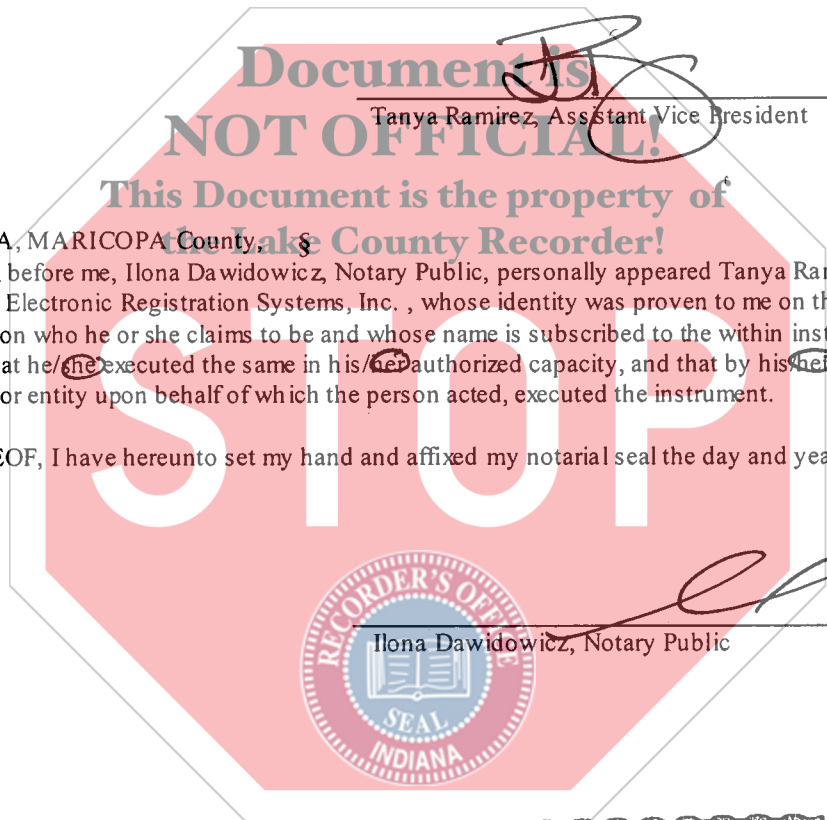 Document is
NOT OFFICIAL!
This Document is the property of
the Lake County Recorder!
Tanya Ramirez, Assistant Vice President
A, MARICOPA County, §
before me, Ilona Dawidowicz, Notary Public, personally appeared Tanya Ra
Electronic Registration Systems, Inc. , whose identity was proven to me on th
on who he or she claims to be and whose name is subscribed to the within inst
at he/she executed the same in his/her authorized capacity, and that by his/her
or entity upon behalf of which the person acted, executed the instrument.
EOF, I have hereunto set my hand and affixed my notarial seal the day and yea
STOP
Ilona Dawidowicz, Notary Public
RECORDER'S OFFICE
SEAL
INDIANA